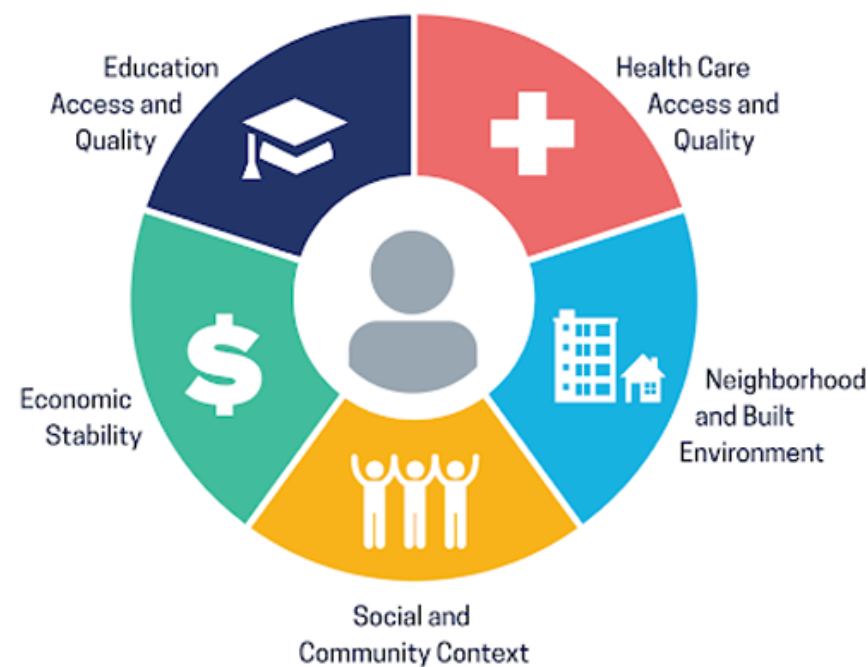 Education
Access and
Quality
Health Care
Access and
Quality
$
Economic
Stability
Neighborhood
and Built
Environment
Social and
Community Context